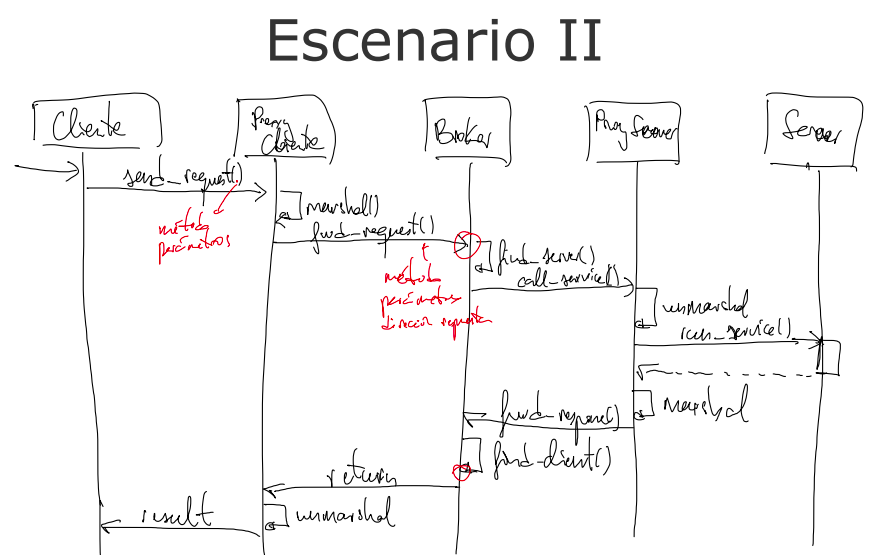 Escenario II
Cliente
Proxy
Cliente
Broker
Proxy Server
Server
send_request()
método
parámetros
marshal()
fwd_request()
método
parámetros
dirección respuesta
find_server()
call_service()
unmarshal
run_service()
marshal
fwd_response()
find_client()
return
unmarshal
result